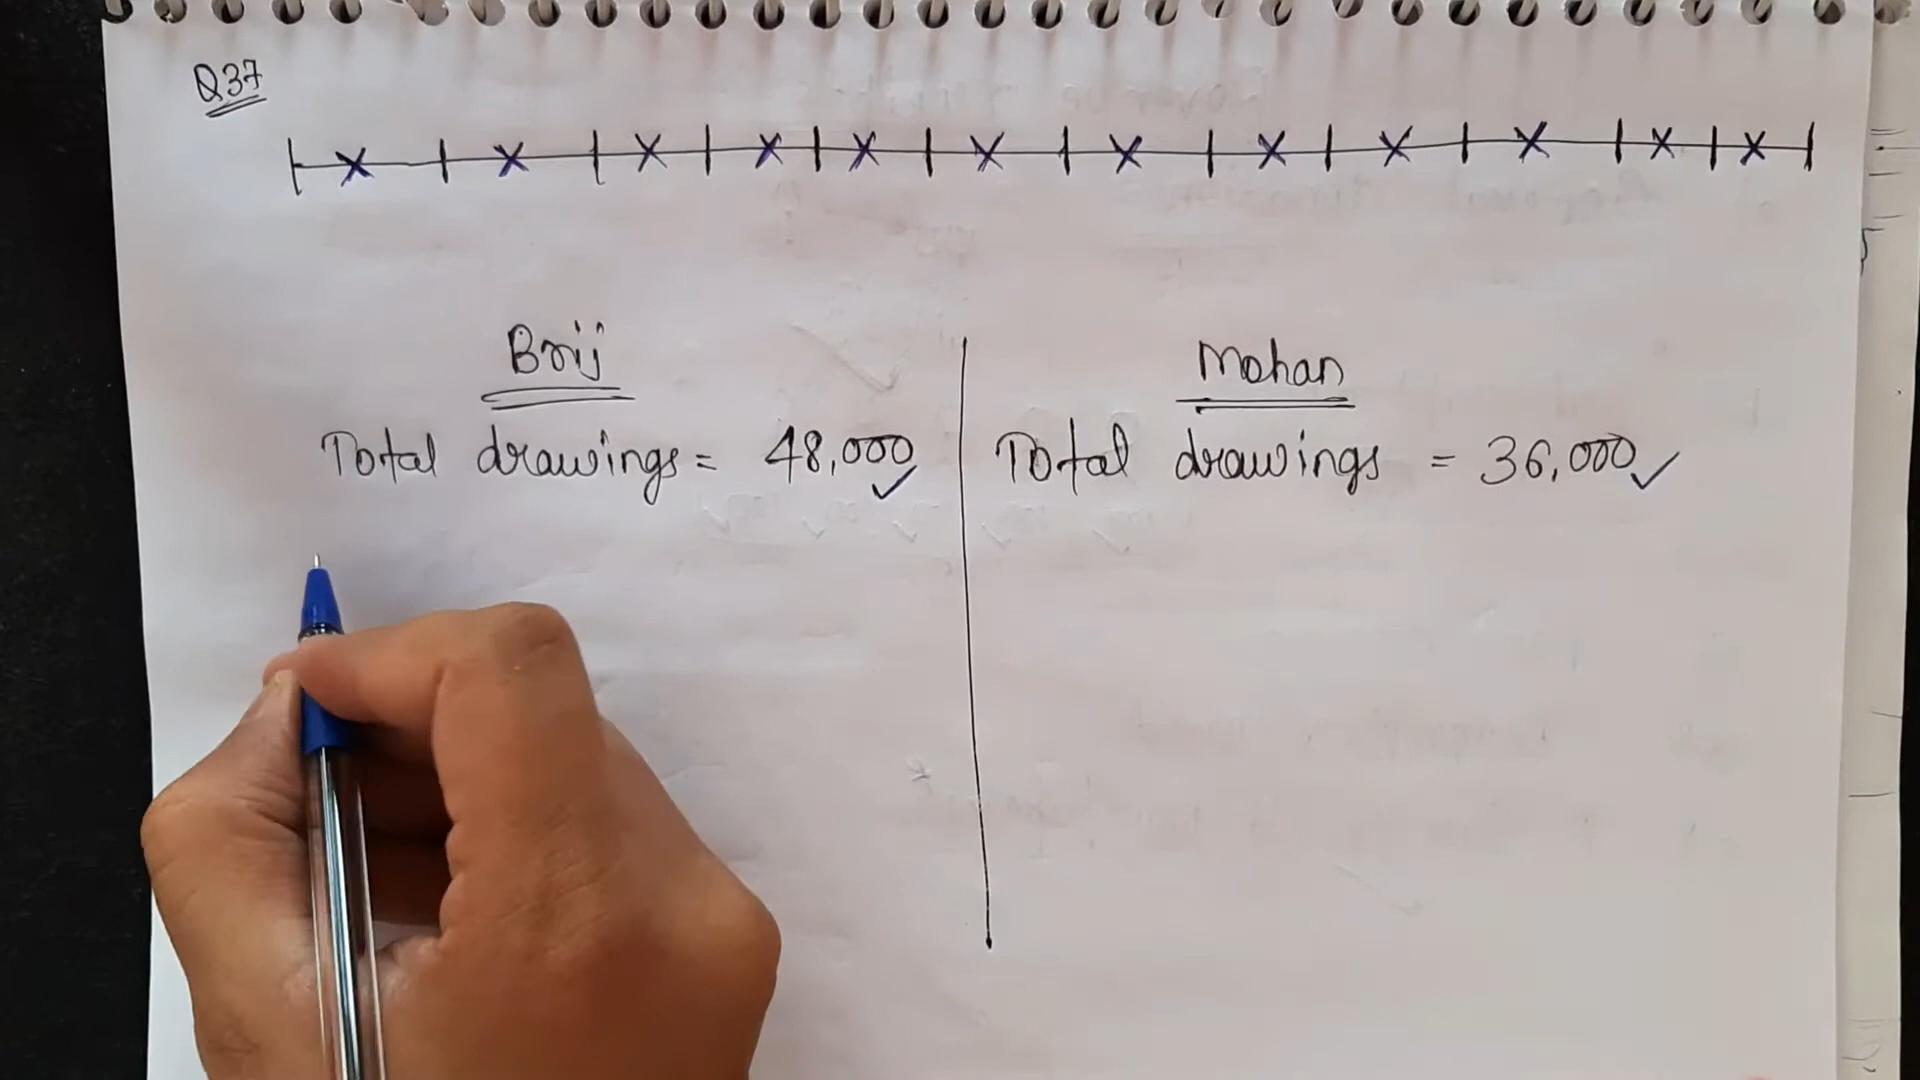 Q37
Brij
Total drawings = 48,000
Mohan
Total drawings = 36,000